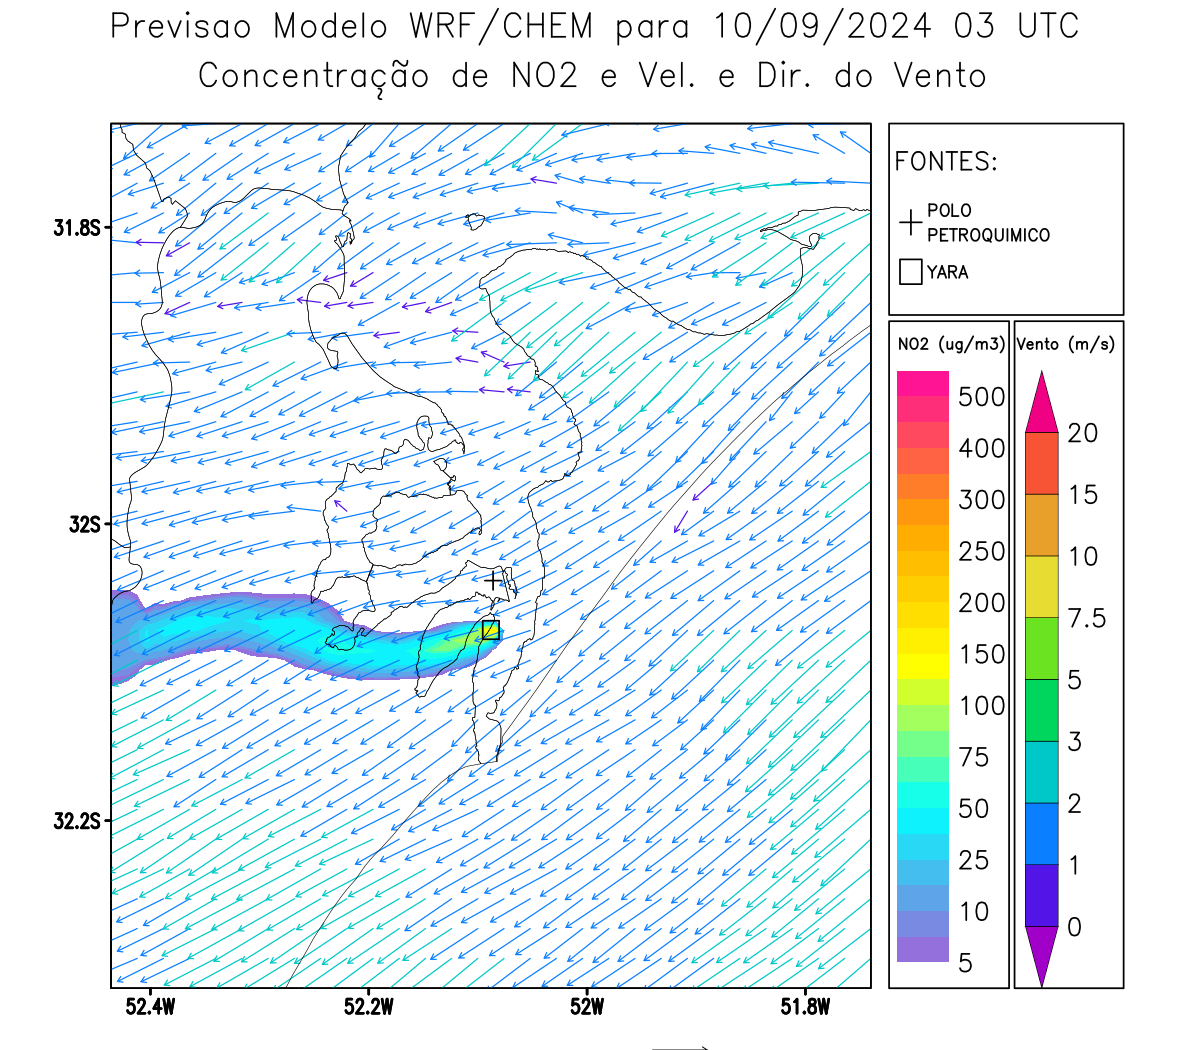 Previsao Modelo WRF/CHEM para 10/09/2024 03 UTC
Concentração de NO2 e Vel. e Dir. do Vento
FONTES:
POLO
PETROQUIMICO
YARA
NO2 (ug/m3)
500
400
300
250
200
150
100
75
50
25
10
5
Vento (m/s)
20
15
10
7.5
5
3
2
1
0
31.8S
32S
32.2S
52.4W
52.2W
52W
51.8W